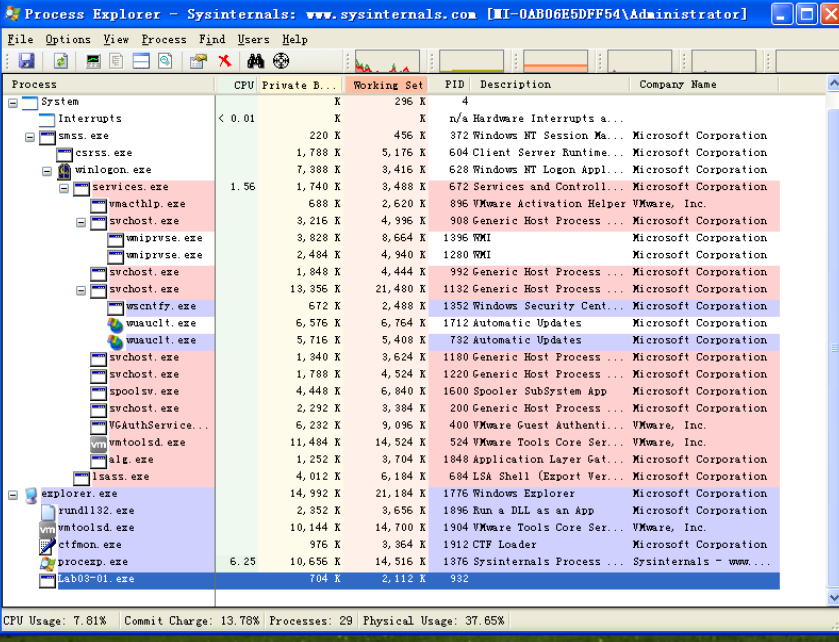 Process Explorer - Sysinternals: www.sysinternals.com [MI-0AB06E5DFF54\Administrator]
File Options View Process Find Users Help
Process CPU Private B... Working Set PID Description Company Name
System K 296 K 4
Interrupts < 0.01 K K n/a Hardware Interrupts a...
smss.exe 220 K 456 K 372 Windows NT Session Ma... Microsoft Corporation
csrss.exe 1,788 K 5,176 K 604 Client Server Runtime... Microsoft Corporation
winlogon.exe 7,388 K 3,416 K 628 Windows NT Logon Appl... Microsoft Corporation
services.exe 1.56 1,740 K 3,488 K 672 Services and Controll... Microsoft Corporation
vmacthlp.exe 688 K 2,620 K 896 VMware Activation Helper VMware, Inc.
svchost.exe 3,216 K 4,996 K 908 Generic Host Process ... Microsoft Corporation
wmiprvse.exe 3,828 K 8,664 K 1396 WMI Microsoft Corporation
wmiprvse.exe 2,484 K 4,940 K 1280 WMI Microsoft Corporation
svchost.exe 1,848 K 4,444 K 992 Generic Host Process ... Microsoft Corporation
svchost.exe 13,356 K 21,480 K 1132 Generic Host Process ... Microsoft Corporation
wscntfy.exe 672 K 2,488 K 1352 Windows Security Cent... Microsoft Corporation
wuauclt.exe 6,576 K 6,764 K 1712 Automatic Updates Microsoft Corporation
wuauclt.exe 5,716 K 5,408 K 732 Automatic Updates Microsoft Corporation
svchost.exe 1,340 K 3,624 K 1180 Generic Host Process ... Microsoft Corporation
svchost.exe 1,788 K 4,524 K 1220 Generic Host Process ... Microsoft Corporation
spoolsv.exe 4,448 K 6,840 K 1600 Spooler SubSystem App Microsoft Corporation
svchost.exe 2,292 K 3,384 K 200 Generic Host Process ... Microsoft Corporation
VGAuthService... 6,232 K 9,096 K 400 VMware Guest Authenti... VMware, Inc.
vmtoolsd.exe 11,484 K 14,524 K 524 VMware Tools Core Ser... VMware, Inc.
alg.exe 1,252 K 3,704 K 1848 Application Layer Gat... Microsoft Corporation
lsass.exe 4,012 K 6,184 K 684 LSA Shell (Export Ver... Microsoft Corporation
explorer.exe 14,992 K 21,184 K 1776 Windows Explorer Microsoft Corporation
rundll32.exe 2,352 K 3,656 K 1896 Run a DLL as an App Microsoft Corporation
vmtoolsd.exe 10,144 K 14,700 K 1904 VMware Tools Core Ser... VMware, Inc.
ctfmon.exe 976 K 3,364 K 1912 CTF Loader Microsoft Corporation
procexp.exe 6.25 10,656 K 14,516 K 1376 Sysinternals Process ... Sysinternals - www....
Lab03-01.exe 704 K 2,112 K 932
CPU Usage: 7.81% Commit Charge: 13.78% Processes: 29 Physical Usage: 37.65%